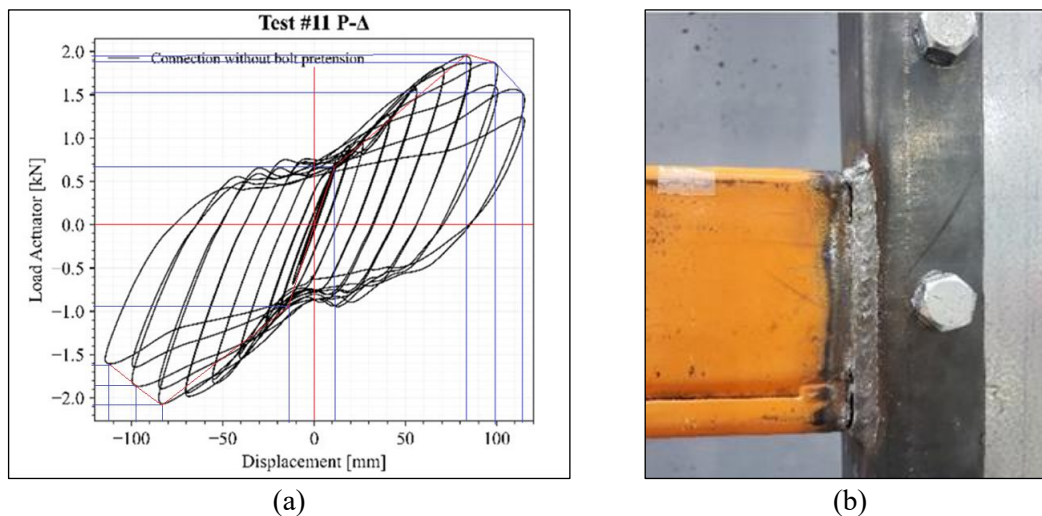 Test #11 P-Δ
Connection without bolt pretension
Load Actuator [kN]
2.0
1.5
1.0
0.5
0.0
−0.5
−1.0
−1.5
−2.0
−100 −50 0 50 100
Displacement [mm]
(a) (b)